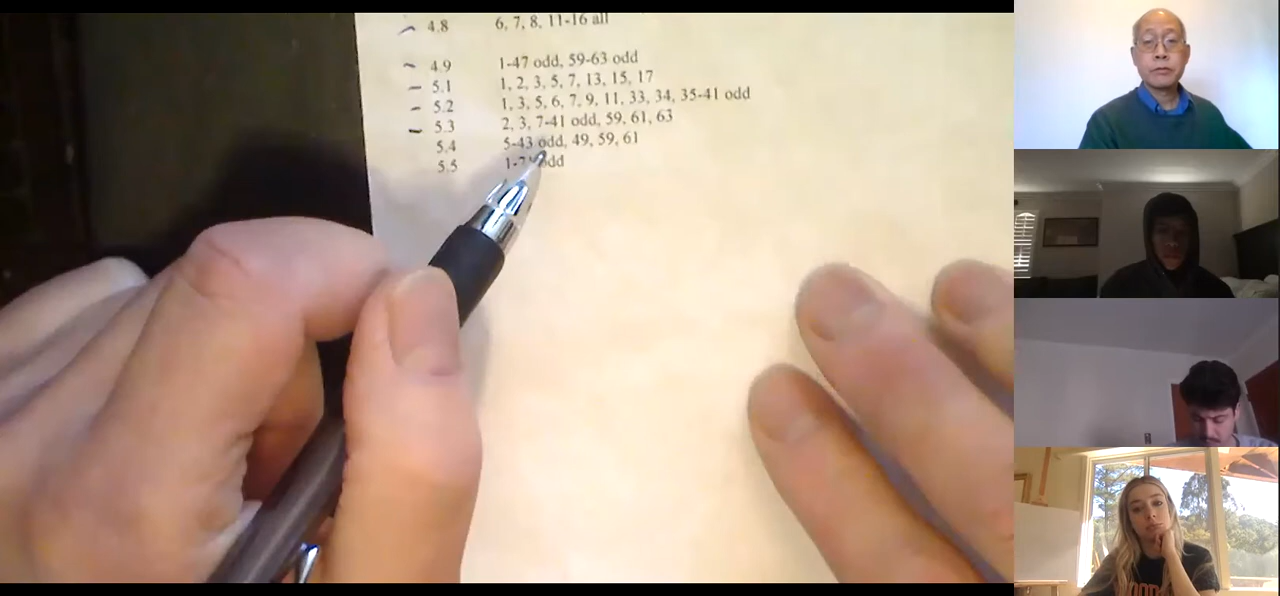 4.8 6, 7, 8, 11-16 all
4.9 1-47 odd, 59-63 odd
5.1 1, 2, 3, 5, 7, 13, 15, 17
5.2 1, 3, 5, 6, 7, 9, 11, 33, 34, 35-41 odd
5.3 2, 3, 7-41 odd, 59, 61, 63
5.4 5-43 odd, 49, 59, 61
5.5 odd